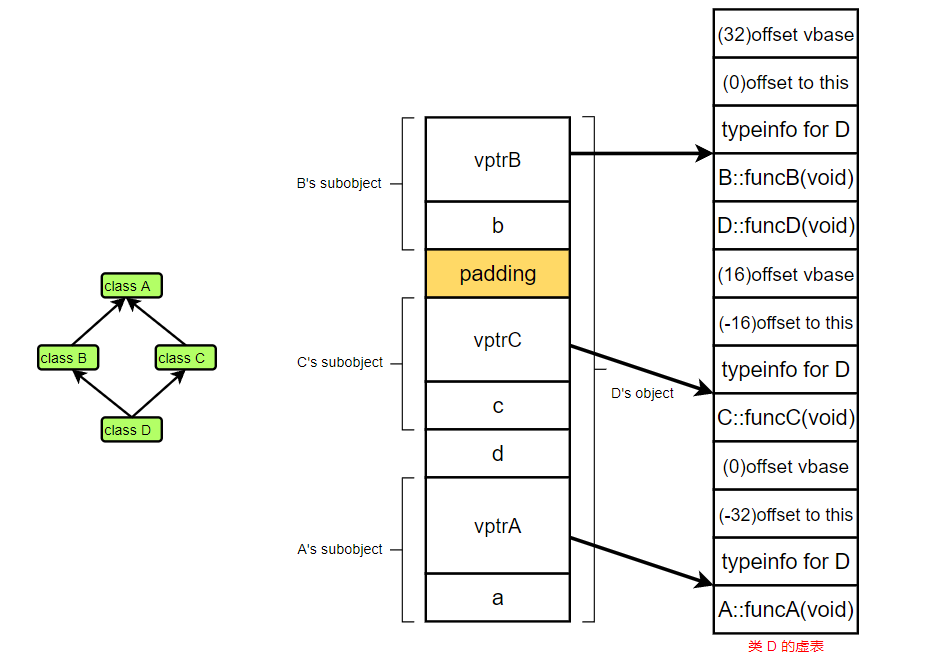 class A
class B
class C
class D
B's subobject
C's subobject
A's subobject
vptrB
b
padding
vptrC
c
d
vptrA
a
D's object
(32)offset vbase
(0)offset to this
typeinfo for D
B::funcB(void)
D::funcD(void)
(16)offset vbase
(-16)offset to this
typeinfo for D
C::funcC(void)
(0)offset vbase
(-32)offset to this
typeinfo for D
A::funcA(void)
类 D 的虚表